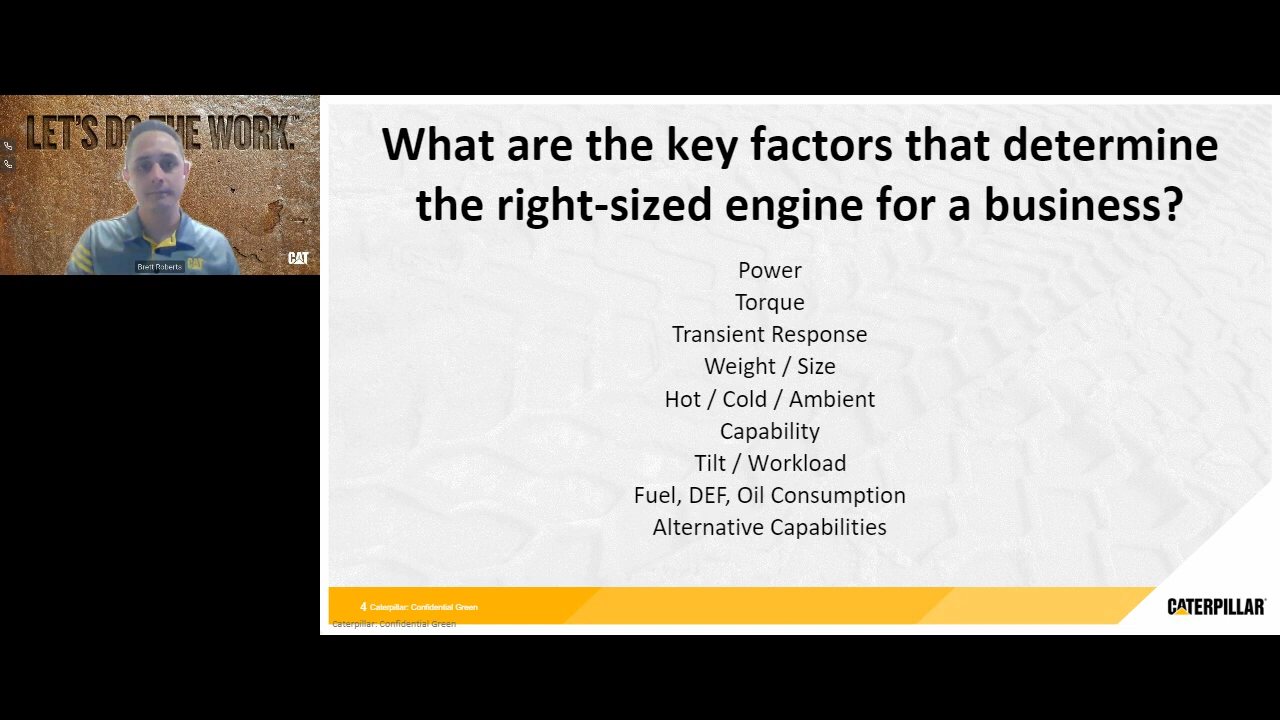 LET'S DO THE WORK.™
Brett Roberts
CAT
CAT
What are the key factors that determine
the right-sized engine for a business?
Power
Torque
Transient Response
Weight / Size
Hot / Cold / Ambient
Capability
Tilt / Workload
Fuel, DEF, Oil Consumption
Alternative Capabilities
4 Caterpillar: Confidential Green
Caterpillar: Confidential Green
CATERPILLAR®